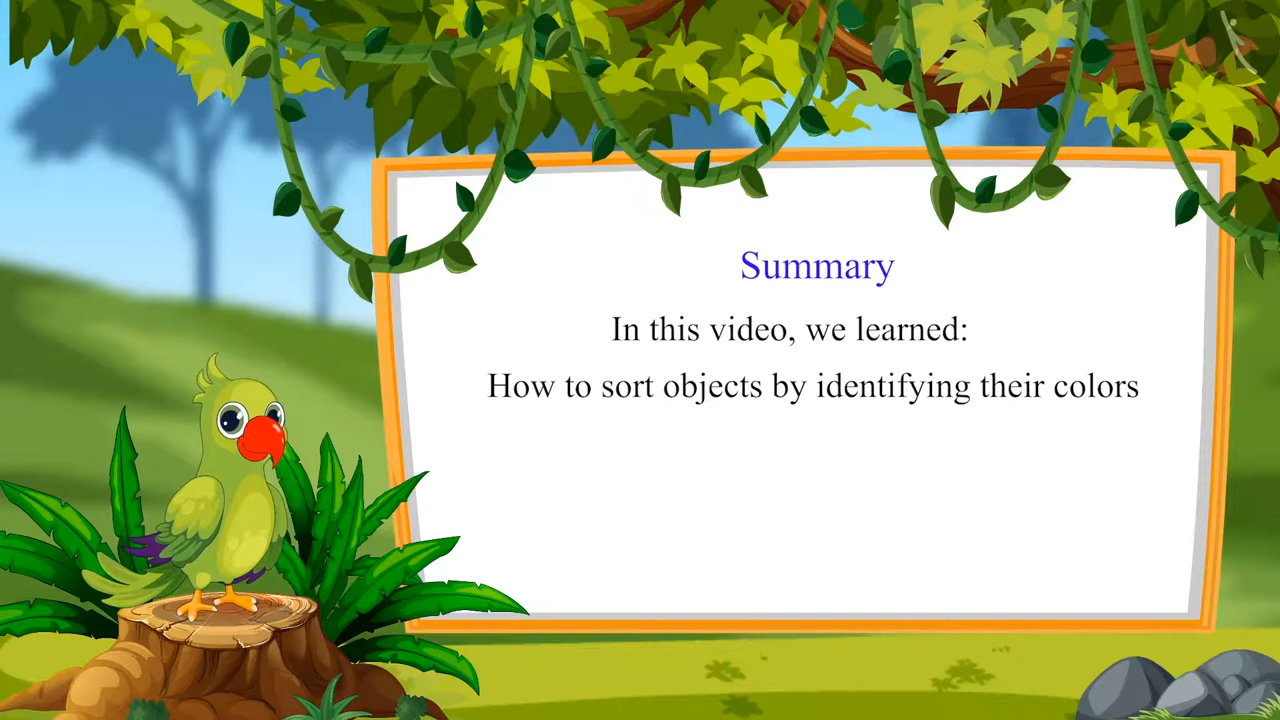 Summary
In this video, we learned:
How to sort objects by identifying their colors